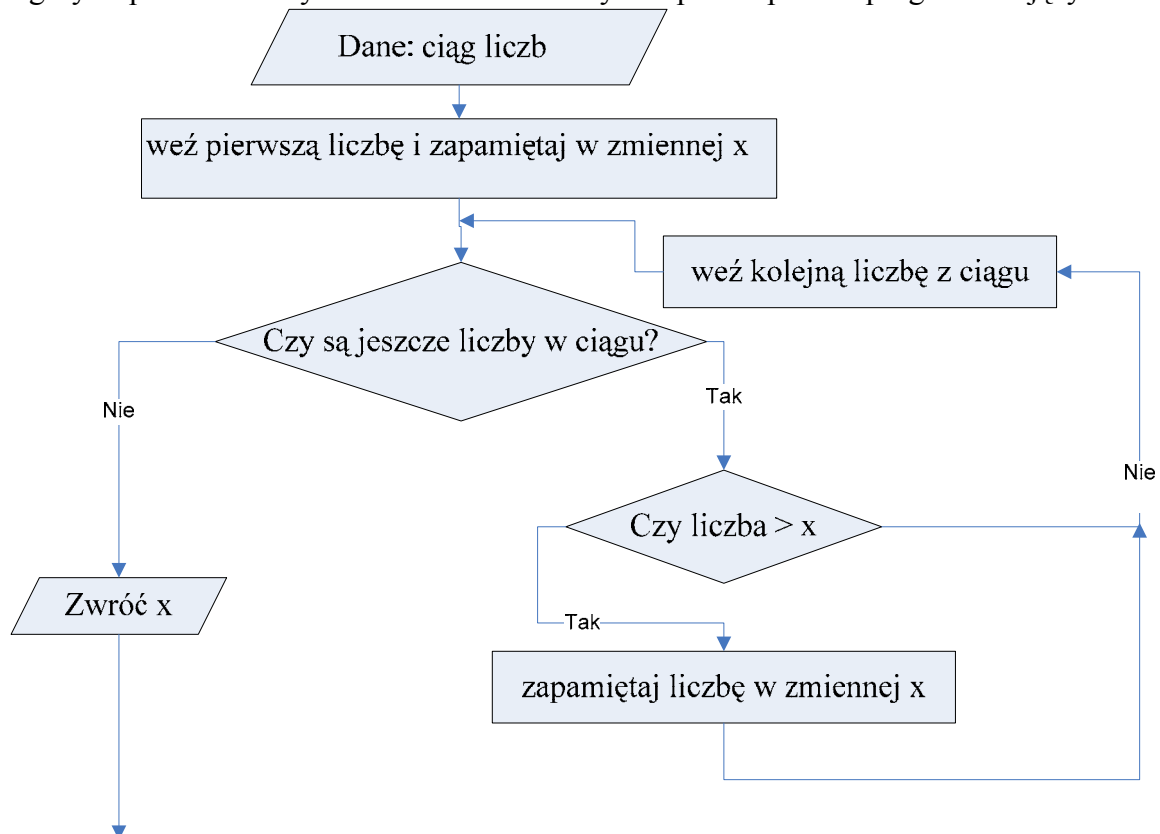 Dane: ciąg liczb
weź pierwszą liczbę i zapamiętaj w zmiennej x
weź kolejną liczbę z ciągu
Czy są jeszcze liczby w ciągu?
Nie
Tak
Nie
Czy liczba > x
Zwróć x
Tak
zapamiętaj liczbę w zmiennej x